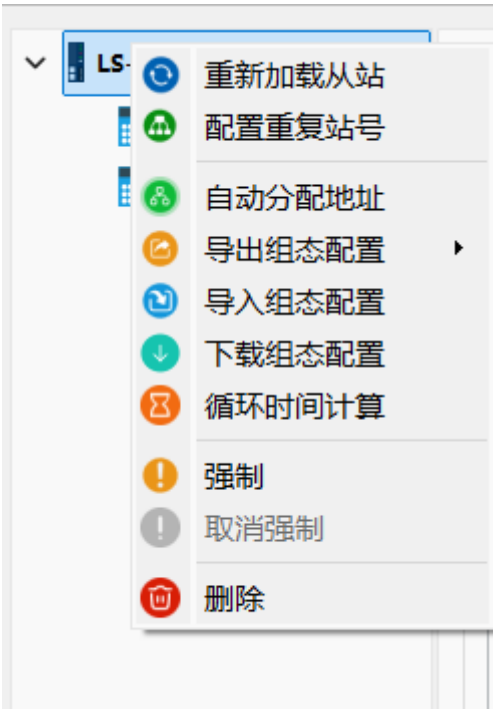 LS-
重新加载从站
配置重复站号
自动分配地址
导出组态配置
导入组态配置
下载组态配置
循环时间计算
强制
取消强制
删除